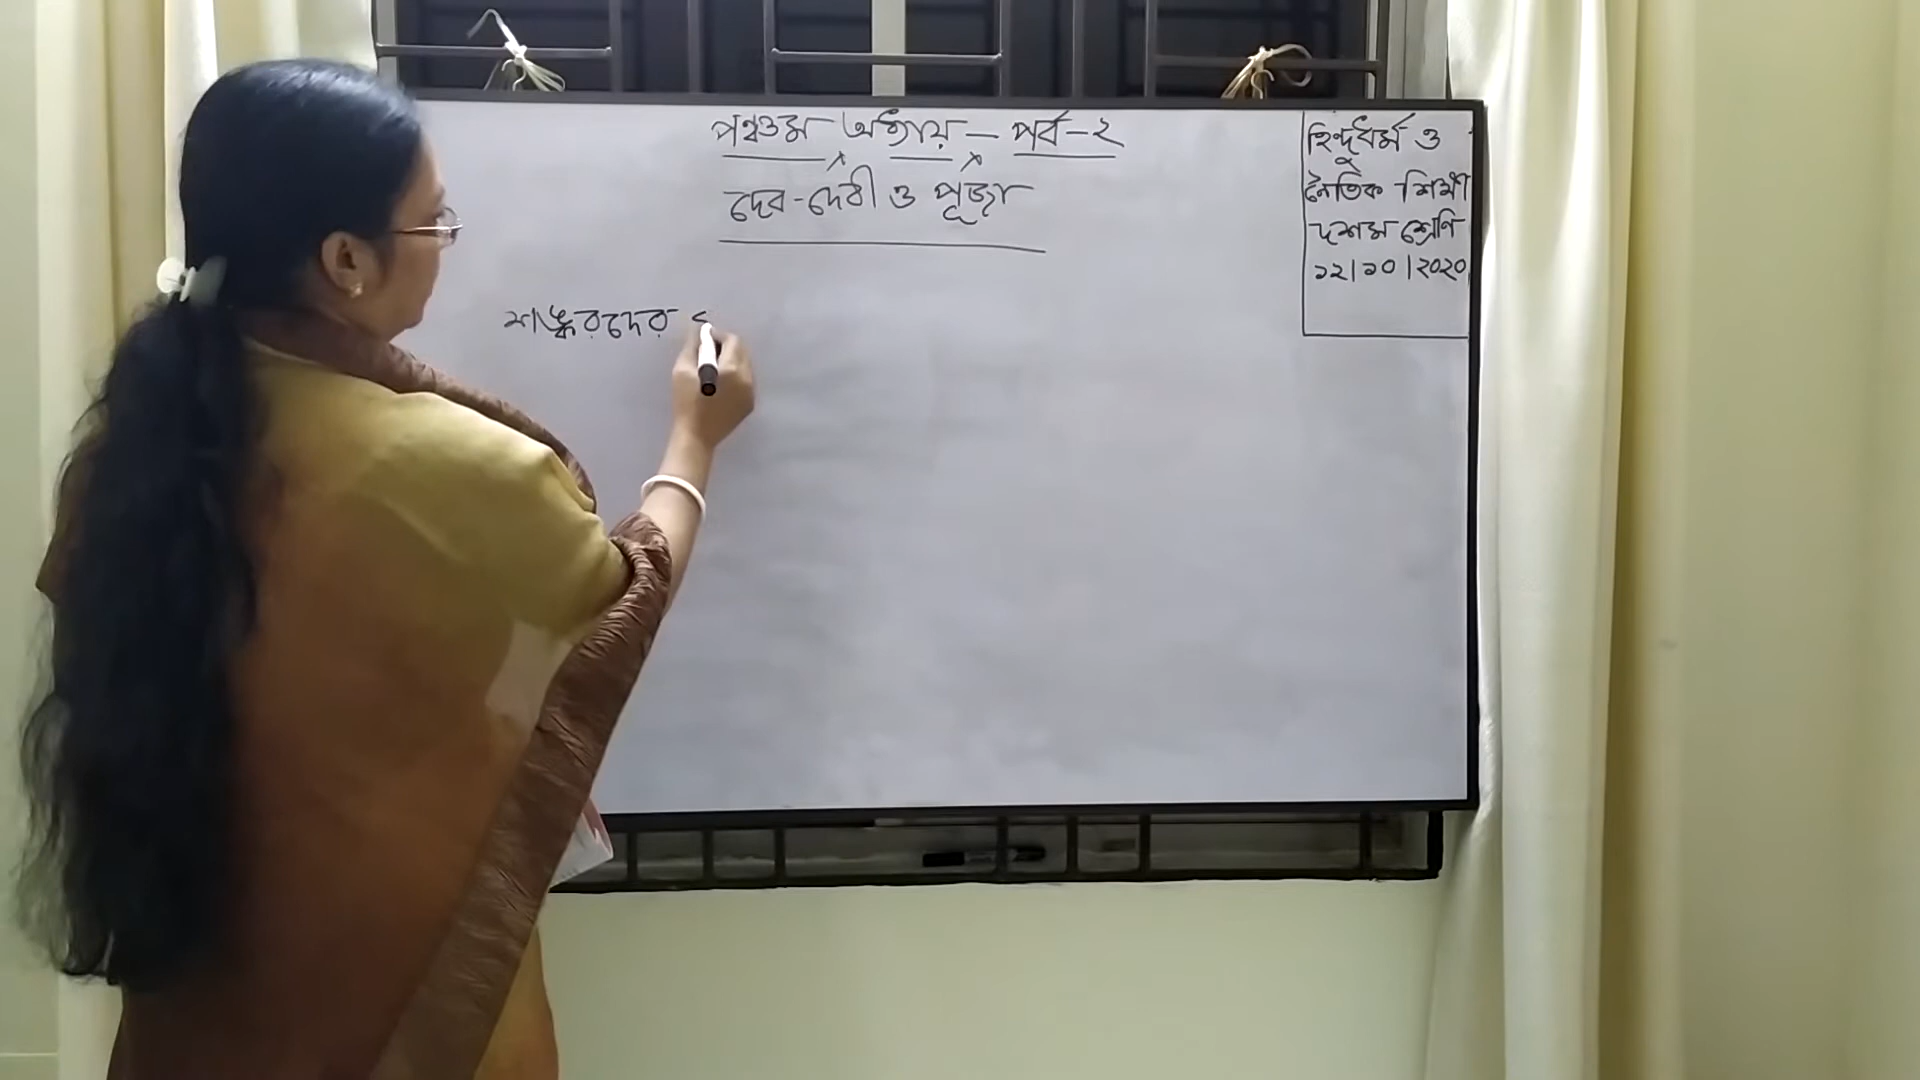 পঞ্চম অধ্যায় – পর্ব - ২
দেব-দেবী ও পূজা
হিন্দুধর্ম ও
নৈতিক শিক্ষা
দশম শ্রেণি
১২/১০/২০২০
শঙ্করদেব